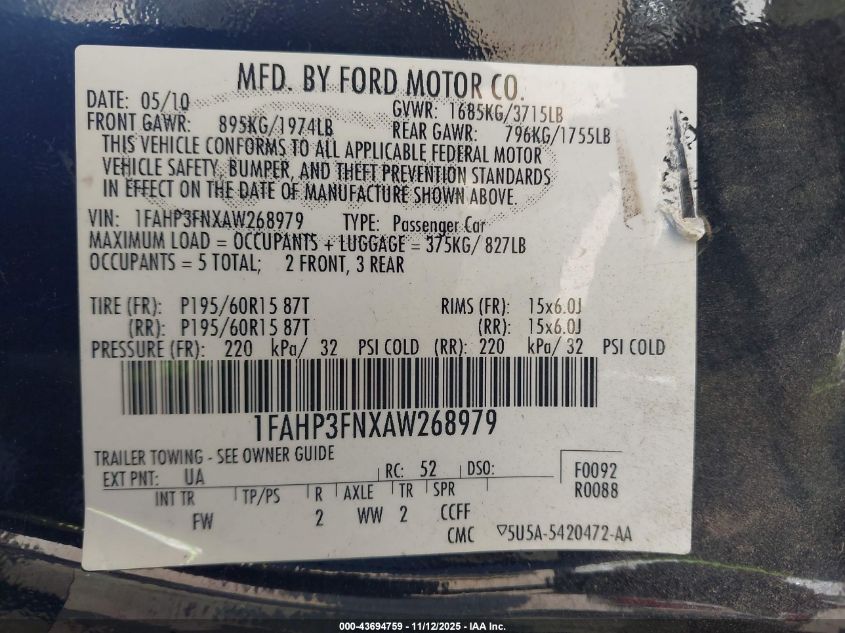 MFD. BY FORD MOTOR CO.
DATE: 05/10 GVWR: 1685KG/3715LB
FRONT GAWR: 895KG/1974LB REAR GAWR: 796KG/1755LB
THIS VEHICLE CONFORMS TO ALL APPLICABLE FEDERAL MOTOR
VEHICLE SAFETY, BUMPER, AND THEFT PREVENTION STANDARDS
IN EFFECT ON THE DATE OF MANUFACTURE SHOWN ABOVE.
VIN: 1FAHP3FNXAW268979 TYPE: Passenger Car
MAXIMUM LOAD = OCCUPANTS + LUGGAGE = 375KG/ 827LB
OCCUPANTS = 5 TOTAL; 2 FRONT, 3 REAR
TIRE (FR): P195/60R15 87T RIMS (FR): 15x6.0J
(RR): P195/60R15 87T (RR): 15x6.0J
PRESSURE (FR): 220 kPa/ 32 PSI COLD (RR): 220 kPa/ 32 PSI COLD
1FAHP3FNXAW268979
TRAILER TOWING - SEE OWNER GUIDE
EXT PNT: UA RC: 52 DSO: F0092
INT TR TP/PS R AXLE TR SPR R0088
FW 2 WW 2 CCFF
CMC ▽5U5A-5420472-AA
000-43694759 - 11/12/2025 - IAA Inc.